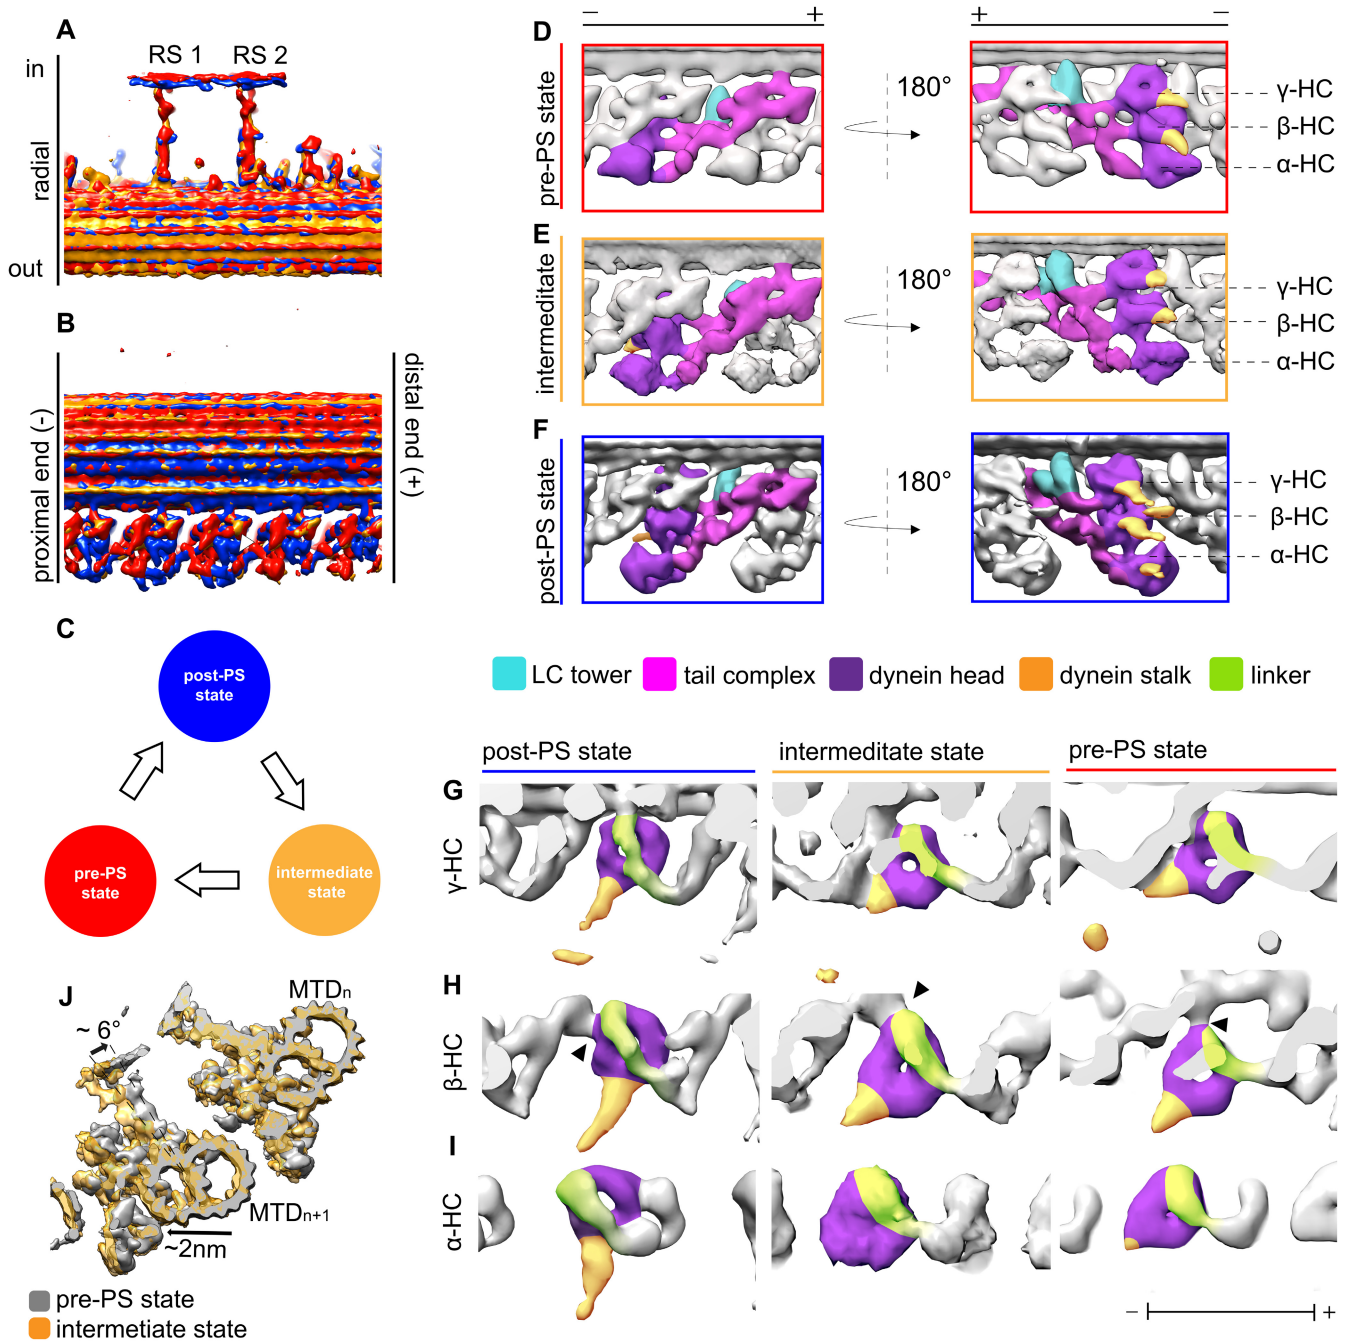 A
RS 1
RS 2
in
radial
out
B
proximal end (-)
distal end (+)
C
post-PS
state
pre-PS
state
intermediate
state
D
− +
+ −
pre-PS state
180°
γ-HC
β-HC
α-HC
E
intermeditate
180°
γ-HC
β-HC
α-HC
F
post-PS state
180°
γ-HC
β-HC
α-HC
LC tower
tail complex
dynein head
dynein stalk
linker
post-PS state
intermeditate state
pre-PS state
G
γ-HC
H
β-HC
I
α-HC
− +
J
~ 6°
MTDn
MTDn+1
~2nm
pre-PS state
intermetiate state